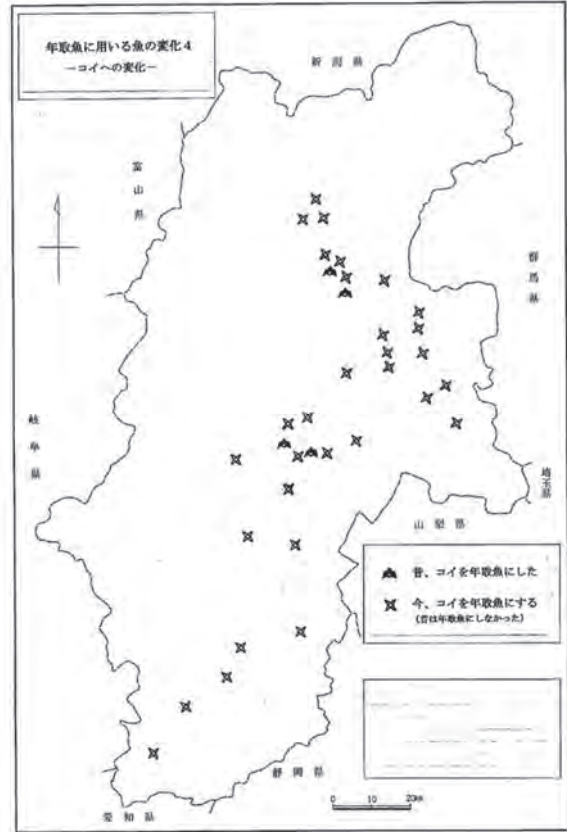 年取魚に用いる魚の変化4
－コイへの変化－
新潟県
富山県
群馬県
岐阜県
埼玉県
山梨県
昔、コイを年取魚にした
今、コイを年取魚にする
(昔は年取魚にしなかった)
静岡県
愛知県
0 10 20km